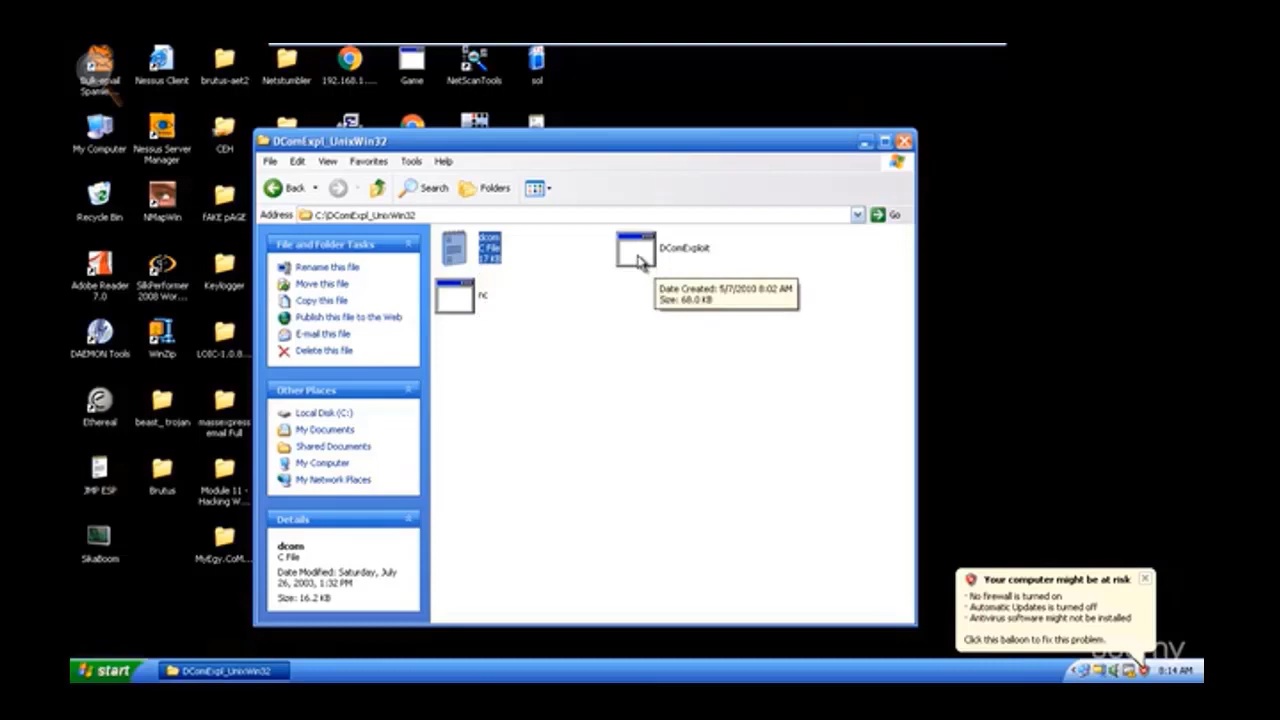 Nessus Client
brutus-aet2
Netstumbler
192.168.1....
Game
NetScanTools
sol
My Computer
Nessus Server
Manager
CEH
Recycle Bin
NMapWin
fAKE pAGE
Adobe Reader
7.0
SilkPerformer
2008 Wor...
Keylogger
DAEMON Tools
WinZip
LOIC-1.0.8...
Ethereal
beast_trojan
massexpress
email Full
JMP ESP
Brutus
Module 11 -
Hacking W...
SikaBoom
MyEgy.CoM...
DComExpl_UnixWin32
File Edit View Favorites Tools Help
Back Search Folders
Address C:\DComExpl_UnixWin32 Go
File and Folder Tasks
Rename this file
Move this file
Copy this file
Publish this file to the Web
E-mail this file
Delete this file
Other Places
Local Disk (C:)
My Documents
Shared Documents
My Computer
My Network Places
Details
dcom
C File
Date Modified: Saturday, July
26, 2003, 1:32 PM
Size: 16.2 KB
dcom
C File
17 KB
DComExploit
nc
Date Created: 5/7/2010 8:02 AM
Size: 68.0 KB
Your computer might be at risk
- No firewall is turned on
- Automatic Updates is turned off
- Antivirus software might not be installed
Click this balloon to fix this problem.
start
DComExpl_UnixWin32
8:14 AM